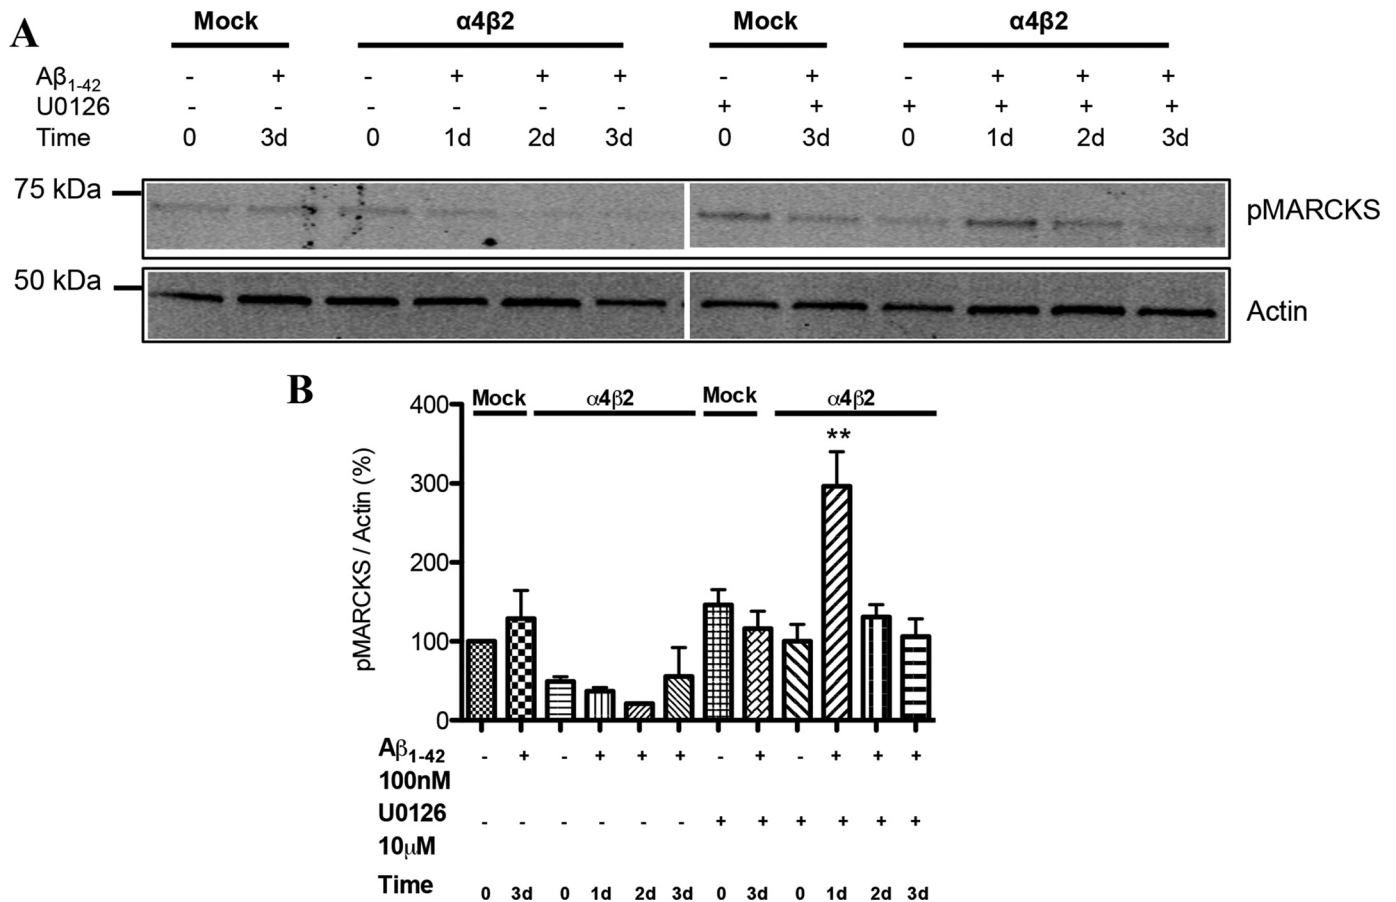 A
Mock α4β2 Mock α4β2
Aβ1-42 - + - + + + - + - + + +
U0126 - - - - - - + + + + + +
Time 0 3d 0 1d 2d 3d 0 3d 0 1d 2d 3d
75 kDa
pMARCKS
50 kDa
Actin
B
Mock α4β2 Mock α4β2
400
**
300
200
100
0
pMARCKS / Actin (%)
Aβ1-42 - + - + + + - + - + + +
100nM
U0126 - - - - - - + + + + + +
10μM
Time 0 3d 0 1d 2d 3d 0 3d 0 1d 2d 3d